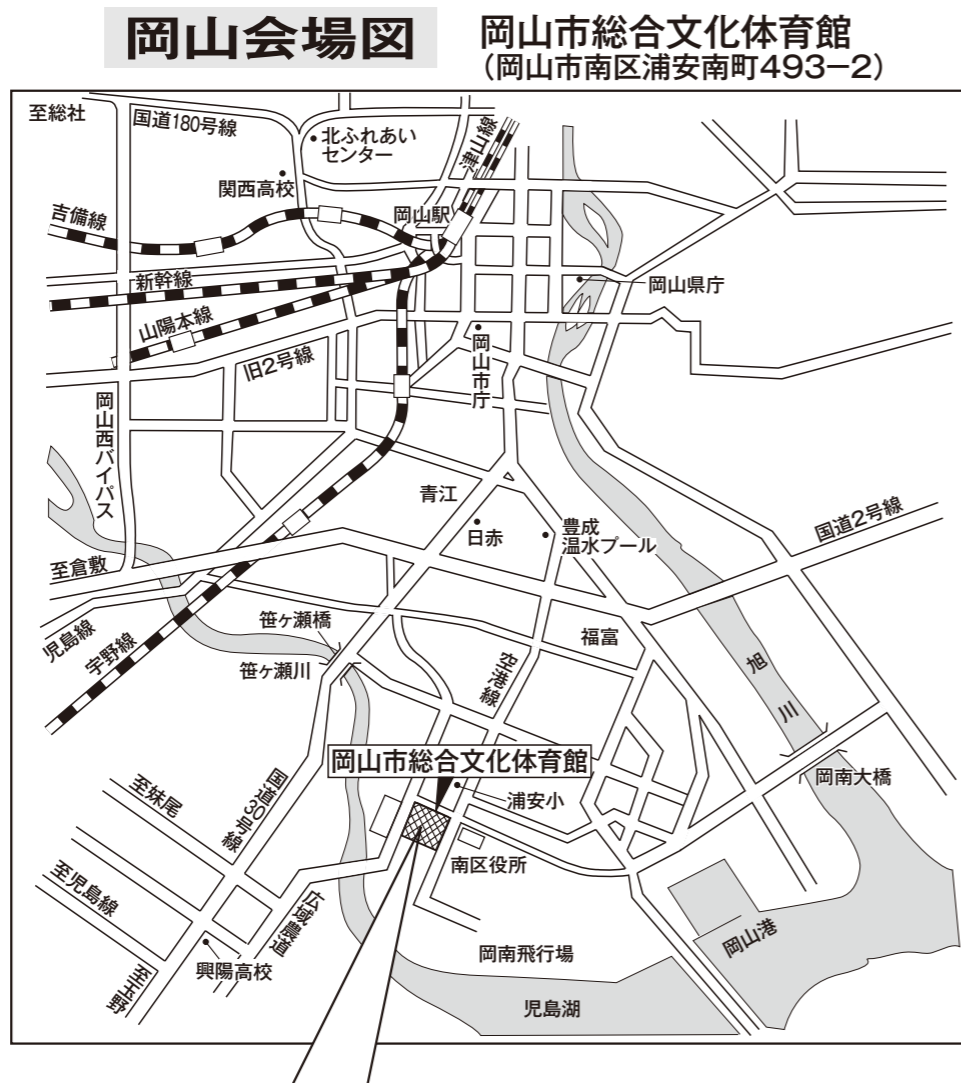 岡山会場図
岡山市総合文化体育館
（岡山市南区浦安南町493−2）
至総社
国道180号線
北ふれあい
センター
津山線
関西高校
吉備線
岡山駅
新幹線
岡山県庁
山陽本線
旧2号線
岡山市庁
岡山西バイパス
青江
日赤
豊成
温水プール
国道2号線
至倉敷
児島線
宇野線
笹ヶ瀬橋
笹ヶ瀬川
空港線
福富
旭川
岡山市総合文化体育館
浦安小
岡南大橋
至妹尾
国道30号線
南区役所
至児島線
広域農道
岡山港
興陽高校
岡南飛行場
至玉野
児島湖